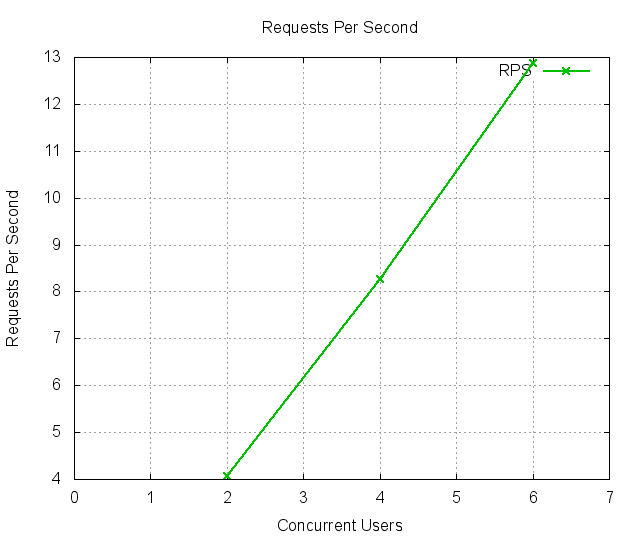 Requests Per Second
13
RPS
12
11
10
9
8
7
6
5
4
Requests Per Second
0 1 2 3 4 5 6 7
Concurrent Users